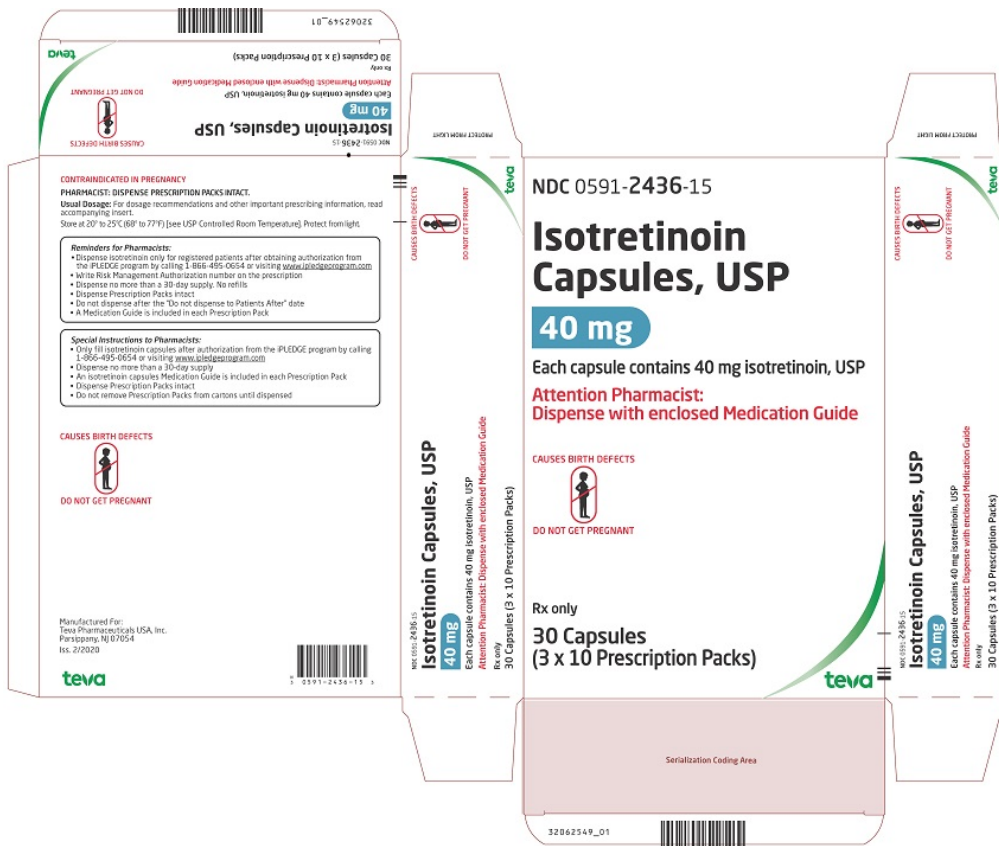 32062549_01
teva
30 Capsules (3 x 10 Prescription Packs)
Rx only
Attention Pharmacist: Dispense with enclosed Medication Guide
Each capsule contains 40 mg isotretinoin, USP
40 mg
Isotretinoin Capsules, USP
NDC 0591-2436-15
DO NOT GET PREGNANT
CAUSES BIRTH DEFECTS
CONTRAINDICATED IN PREGNANCY
PHARMACIST: DISPENSE PRESCRIPTION PACKS INTACT.
Usual Dosage: For dosage recommendations and other important prescribing information, read
accompanying insert.
Store at 20° to 25°C (68° to 77°F) [see USP Controlled Room Temperature]. Protect from light.
Reminders for Pharmacists:
• Dispense isotretinoin only for registered patients after obtaining authorization from
the iPLEDGE program by calling 1-866-495-0654 or visiting www.ipledgeprogram.com
• Write Risk Management Authorization number on the prescription
• Dispense no more than a 30-day supply. No refills
• Dispense Prescription Packs intact
• Do not dispense after the "Do not dispense to Patients After" date
• A Medication Guide is included in each Prescription Pack
Special Instructions to Pharmacists:
• Only fill isotretinoin capsules after authorization from the iPLEDGE program by calling
1-866-495-0654 or visiting www.ipledgeprogram.com
• Dispense no more than a 30-day supply
• An isotretinoin capsules Medication Guide is included in each Prescription Pack
• Dispense Prescription Packs intact
• Do not remove Prescription Packs from cartons until dispensed
CAUSES BIRTH DEFECTS
DO NOT GET PREGNANT
Manufactured For:
Teva Pharmaceuticals USA, Inc.
Parsippany, NJ 07054
Iss. 2/2020
teva
0591-2436-15
PROTECT FROM LIGHT
teva
CAUSES BIRTH DEFECTS
DO NOT GET PREGNANT
NDC 0591-2436-15
Isotretinoin Capsules, USP
40 mg
Each capsule contains 40 mg isotretinoin, USP
Attention Pharmacist: Dispense with enclosed Medication Guide
Rx only
30 Capsules (3 x 10 Prescription Packs)
NDC 0591-2436-15
Isotretinoin
Capsules, USP
40 mg
Each capsule contains 40 mg isotretinoin, USP
Attention Pharmacist:
Dispense with enclosed Medication Guide
CAUSES BIRTH DEFECTS
DO NOT GET PREGNANT
Rx only
30 Capsules
(3 x 10 Prescription Packs)
teva
Serialization Coding Area
32062549_01
PROTECT FROM LIGHT
teva
CAUSES BIRTH DEFECTS
DO NOT GET PREGNANT
NDC 0591-2436-15
Isotretinoin Capsules, USP
40 mg
Each capsule contains 40 mg isotretinoin, USP
Attention Pharmacist: Dispense with enclosed Medication Guide
Rx only
30 Capsules (3 x 10 Prescription Packs)